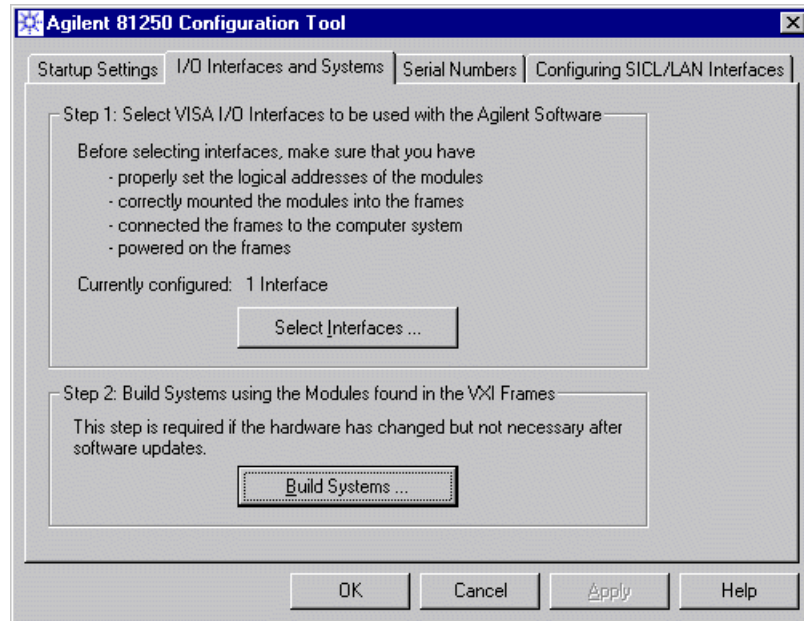 Agilent 81250 Configuration Tool
Startup Settings I/O Interfaces and Systems Serial Numbers Configuring SICL/LAN Interfaces
Step 1: Select VISA I/O Interfaces to be used with the Agilent Software
Before selecting interfaces, make sure that you have
- properly set the logical addresses of the modules
- correctly mounted the modules into the frames
- connected the frames to the computer system
- powered on the frames
Currently configured: 1 Interface
Select Interfaces ...
Step 2: Build Systems using the Modules found in the VXI Frames
This step is required if the hardware has changed but not necessary after
software updates.
Build Systems ...
OK Cancel Apply Help